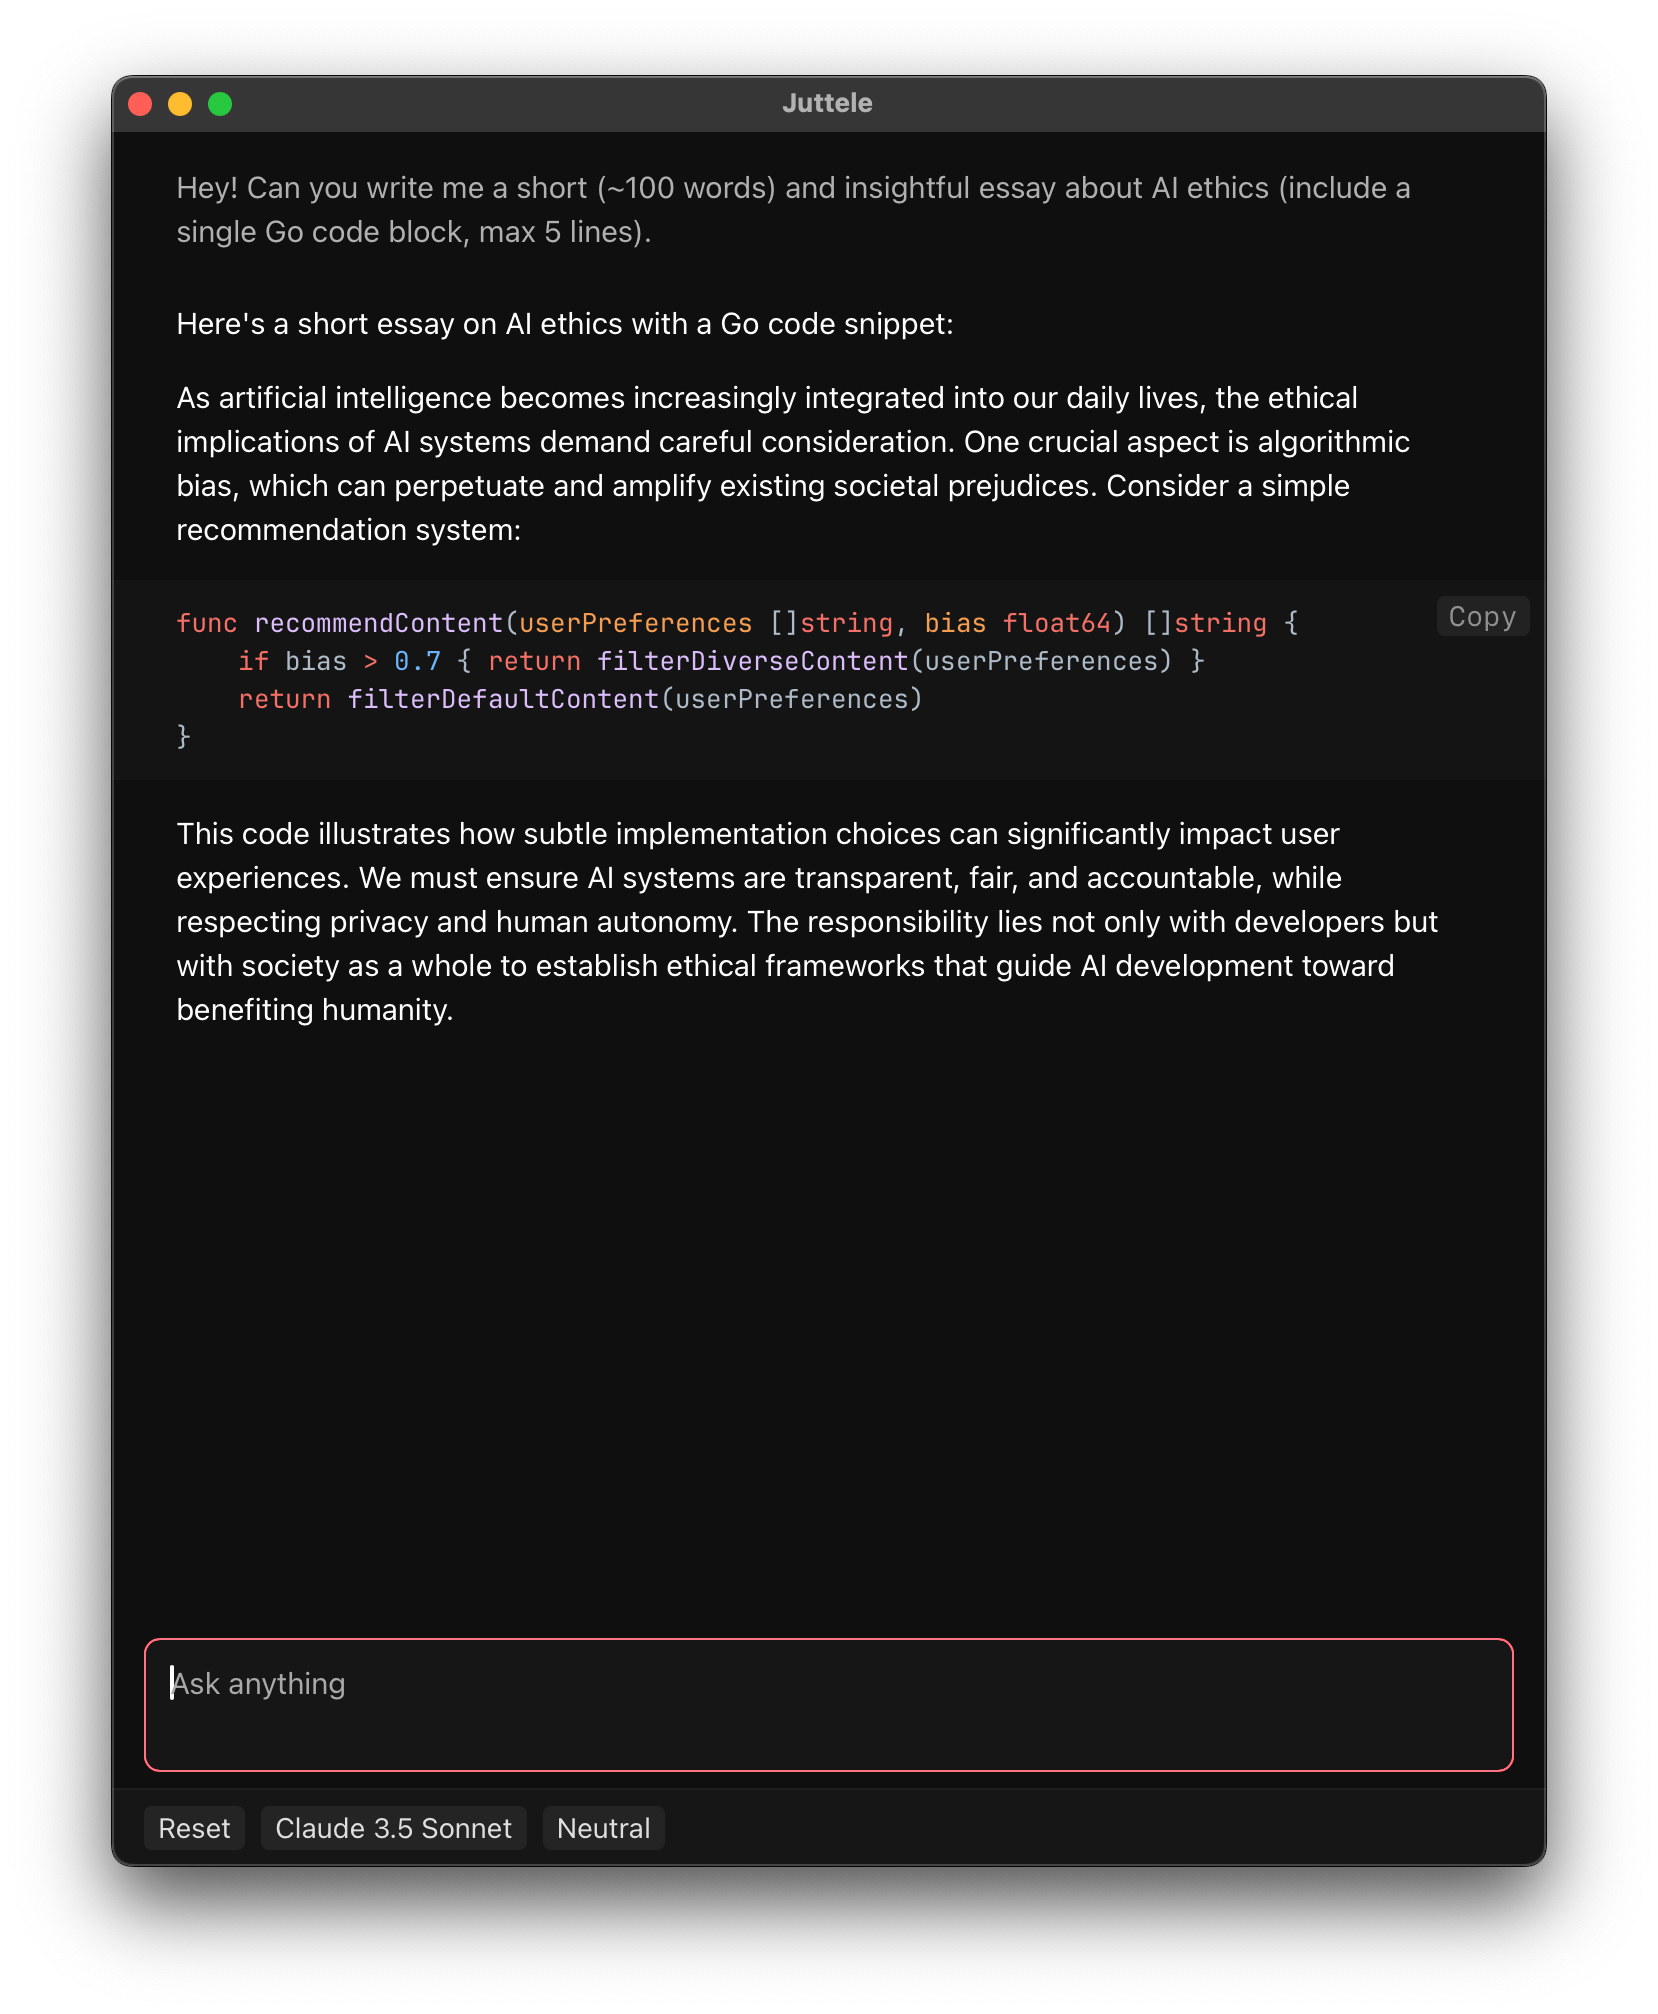 Juttele
Hey! Can you write me a short (~100 words) and insightful essay about AI ethics (include a
single Go code block, max 5 lines).
Here's a short essay on AI ethics with a Go code snippet:
As artificial intelligence becomes increasingly integrated into our daily lives, the ethical
implications of AI systems demand careful consideration. One crucial aspect is algorithmic
bias, which can perpetuate and amplify existing societal prejudices. Consider a simple
recommendation system:
Copy
func recommendContent(userPreferences []string, bias float64) []string {
    if bias > 0.7 { return filterDiverseContent(userPreferences) }
    return filterDefaultContent(userPreferences)
}
This code illustrates how subtle implementation choices can significantly impact user
experiences. We must ensure AI systems are transparent, fair, and accountable, while
respecting privacy and human autonomy. The responsibility lies not only with developers but
with society as a whole to establish ethical frameworks that guide AI development toward
benefiting humanity.
Ask anything
Reset
Claude 3.5 Sonnet
Neutral